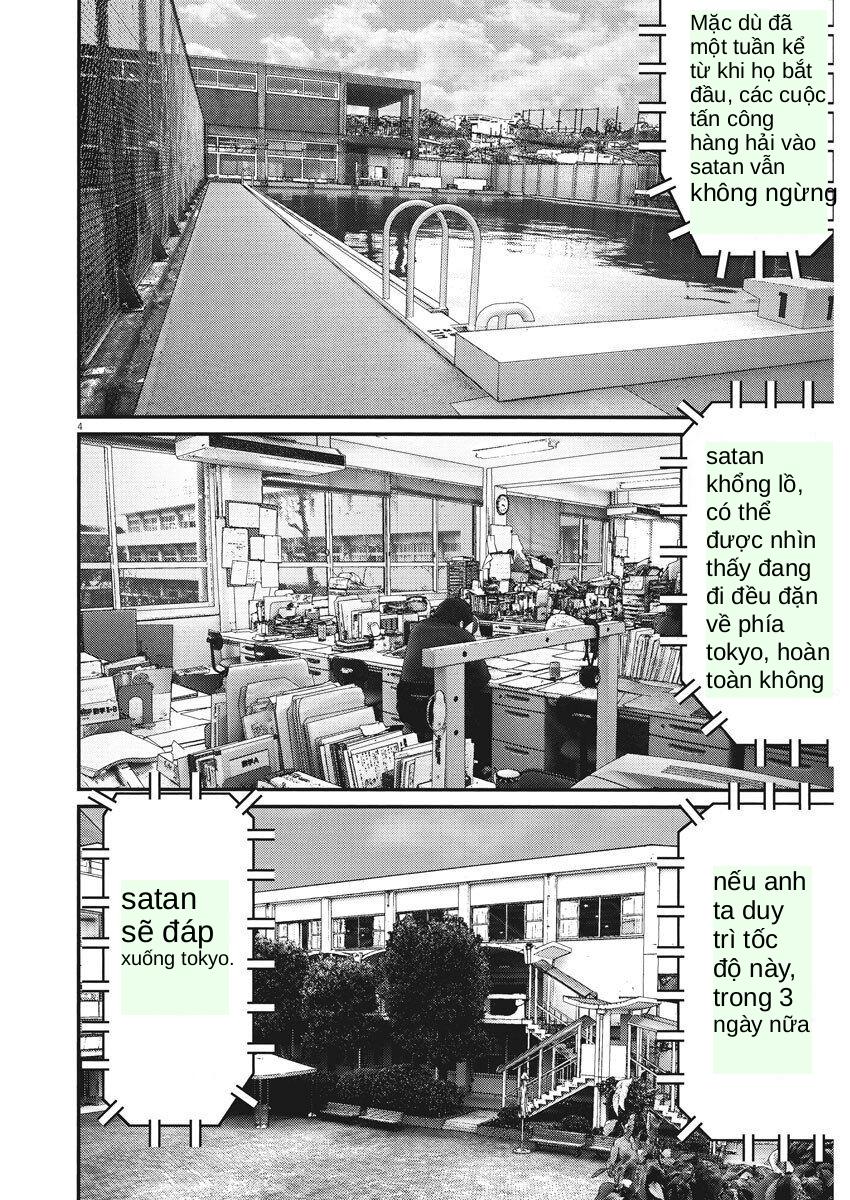 Mặc dù đã
một tuần kể
từ khi họ bắt
đầu, các cuộc
tấn công
hàng hải vào
satan vẫn
không ngừng
1 1
4
satan
khổng lồ,
có thể
được nhìn
thấy đang
đi đều đặn
về phía
tokyo, hoàn
toàn không
nếu anh
ta duy
trì tốc
độ này,
trong 3
ngày nữa
satan
sẽ đáp
xuống tokyo.